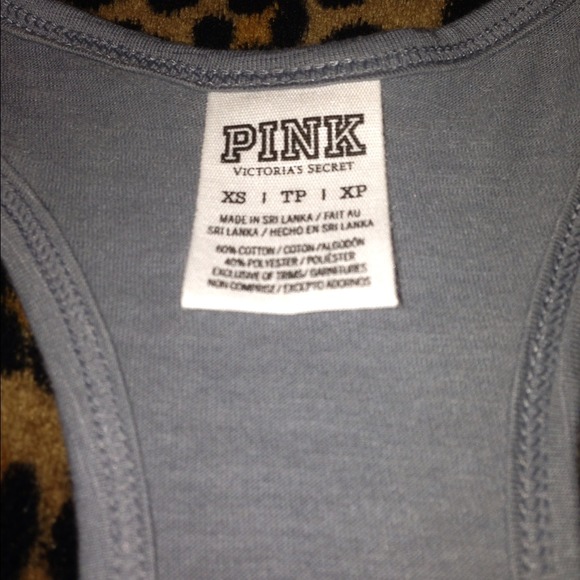 PINK
VICTORIA'S SECRET
XS | TP | XP
MADE IN SRI LANKA / FAIT AU
SRI LANKA / HECHO EN SRI LANKA
60% COTTON / COTON / ALGODÓN
40% POLYESTER / POLIÉSTER
EXCLUSIVE OF TRIMS / GARNITURES
NON COMPRISE / EXCEPTO ADORNOS